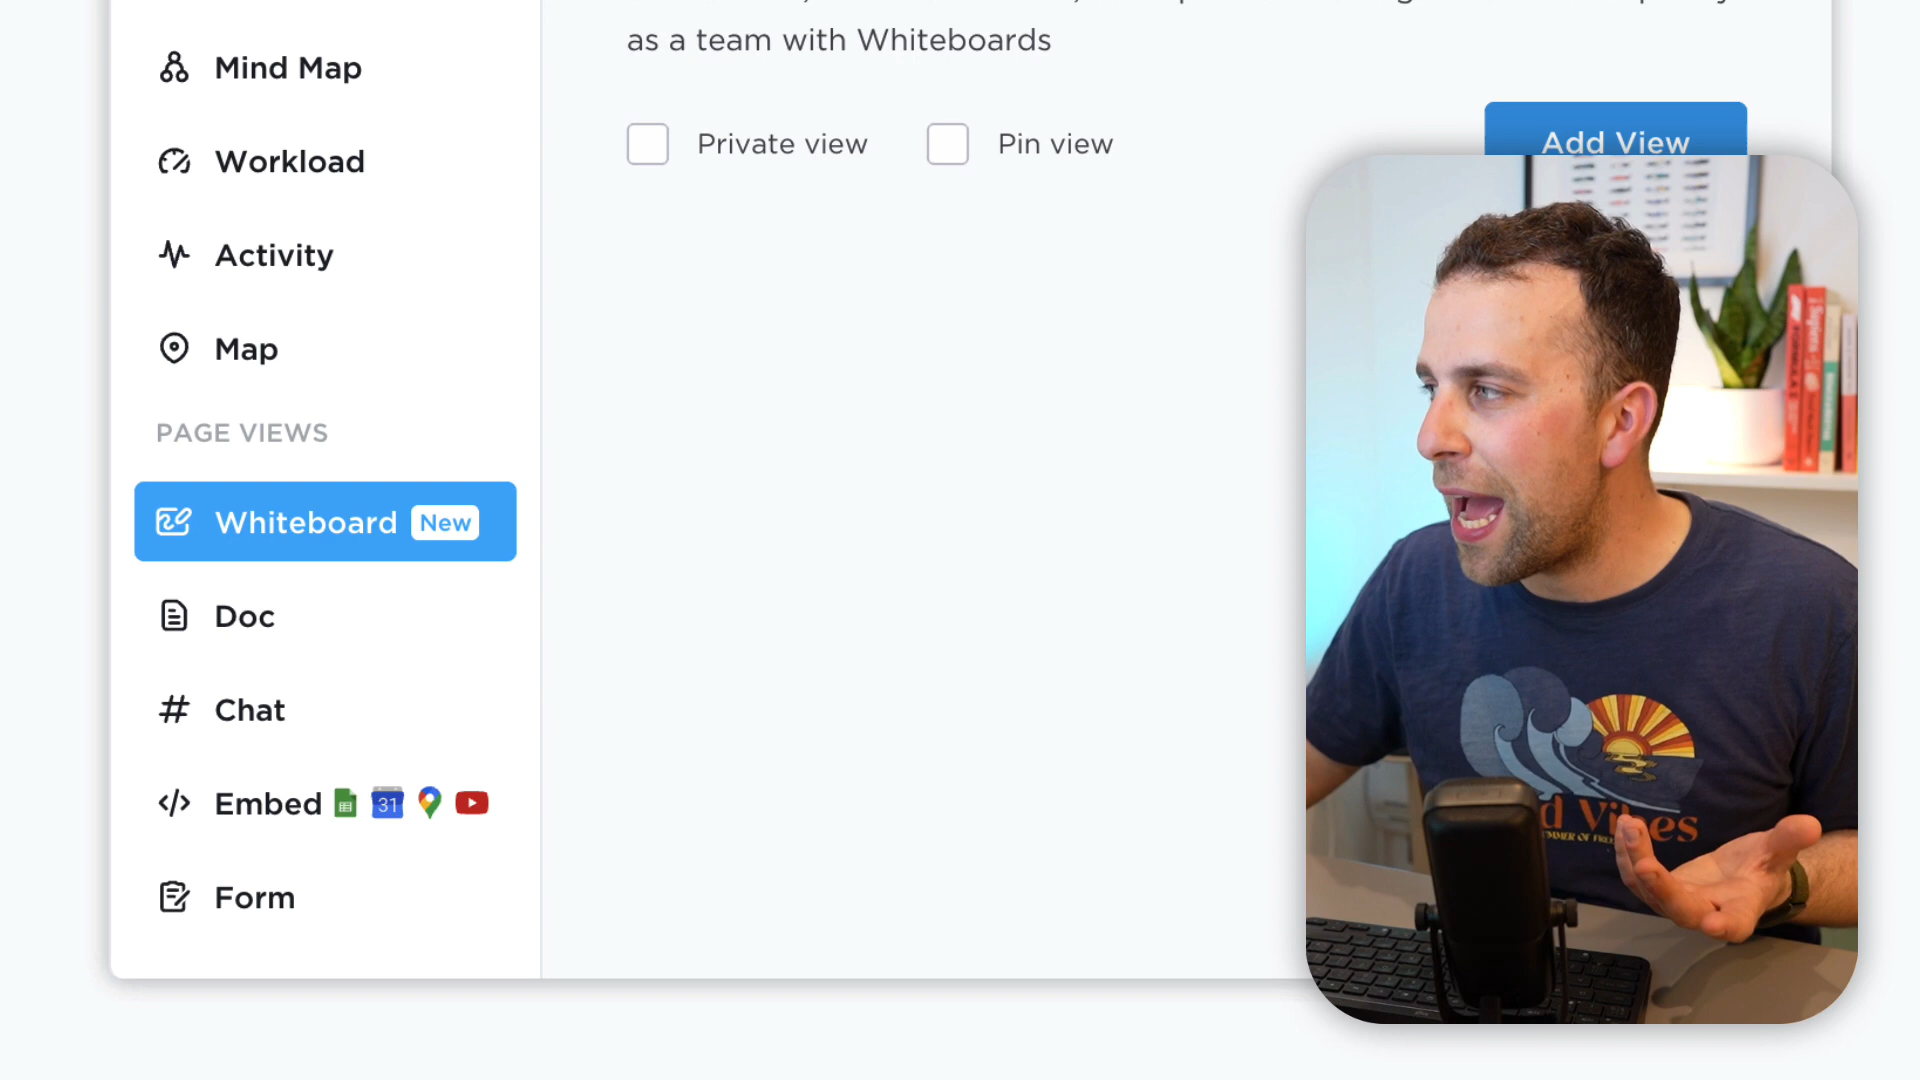 as a team with Whiteboards
Mind Map
Private view
Pin view
Add View
Workload
Activity
Map
PAGE VIEWS
Whiteboard New
Doc
Chat
Embed 31
Form